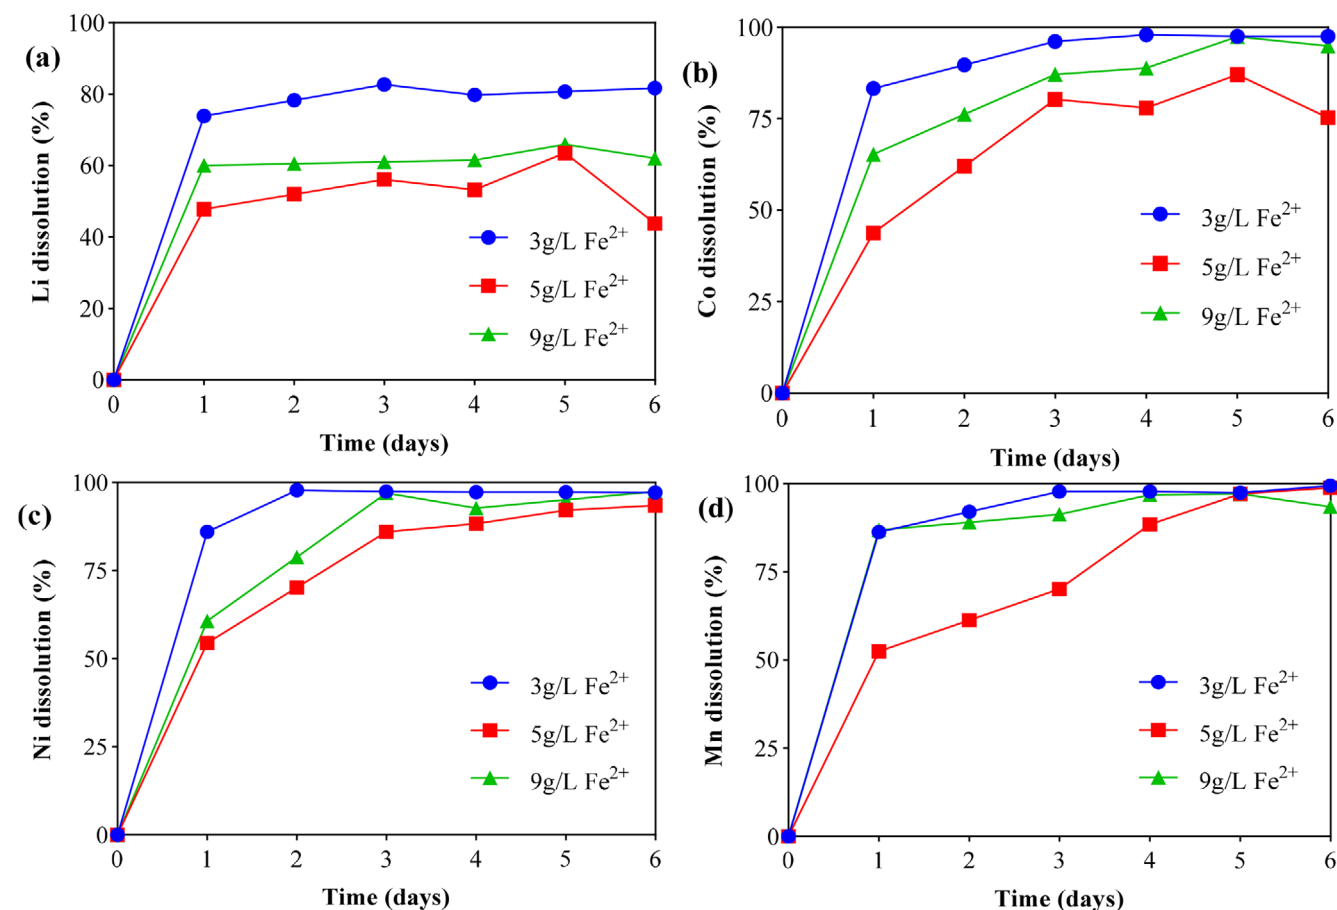 (a)
Li dissolution (%)
100
80
60
40
20
0
0 1 2 3 4 5 6
Time (days)
3g/L Fe²⁺
5g/L Fe²⁺
9g/L Fe²⁺
(b)
Co dissolution (%)
100
75
50
25
0
0 1 2 3 4 5 6
Time (days)
3g/L Fe²⁺
5g/L Fe²⁺
9g/L Fe²⁺
(c)
Ni dissolution (%)
100
75
50
25
0
0 1 2 3 4 5 6
Time (days)
3g/L Fe²⁺
5g/L Fe²⁺
9g/L Fe²⁺
(d)
Mn dissolution (%)
100
75
50
25
0
0 1 2 3 4 5 6
Time (days)
3g/L Fe²⁺
5g/L Fe²⁺
9g/L Fe²⁺